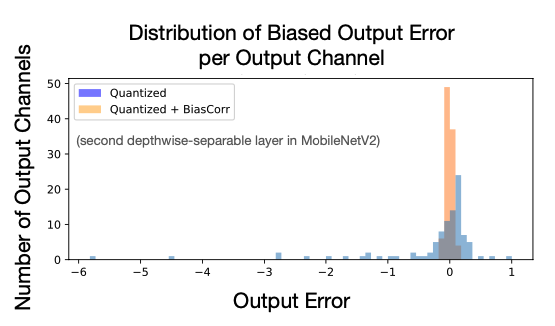 Distribution of Biased Output Error
per Output Channel
Number of Output Channels
50
40
30
20
10
0
Quantized
Quantized + BiasCorr
(second depthwise-separable layer in MobileNetV2)
−6 −5 −4 −3 −2 −1 0 1
Output Error